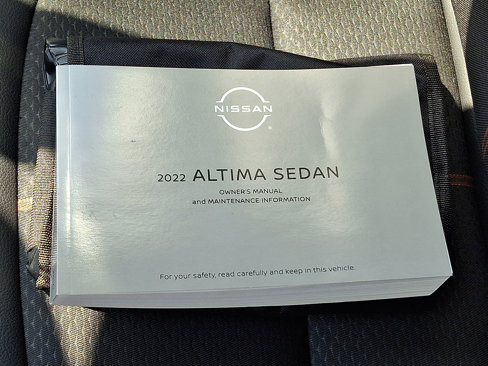 NISSAN
2022 ALTIMA SEDAN
OWNER'S MANUAL
and MAINTENANCE INFORMATION
For your safety, read carefully and keep in this vehicle.